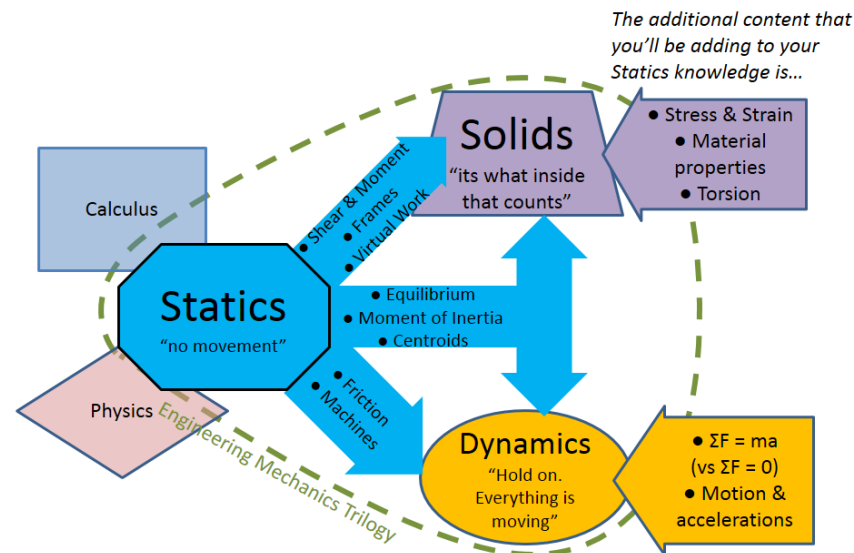 The additional content that
you'll be adding to your
Statics knowledge is…
Solids
"its what inside
that counts"
● Stress & Strain
● Material
properties
● Torsion
Calculus
● Shear & Moment
● Frames
● Virtual Work
Statics
"no movement"
● Equilibrium
● Moment of Inertia
● Centroids
Physics
● Friction
● Machines
Engineering Mechanics Trilogy
Dynamics
"Hold on.
Everything is
moving"
● ΣF = ma
(vs ΣF = 0)
● Motion &
accelerations